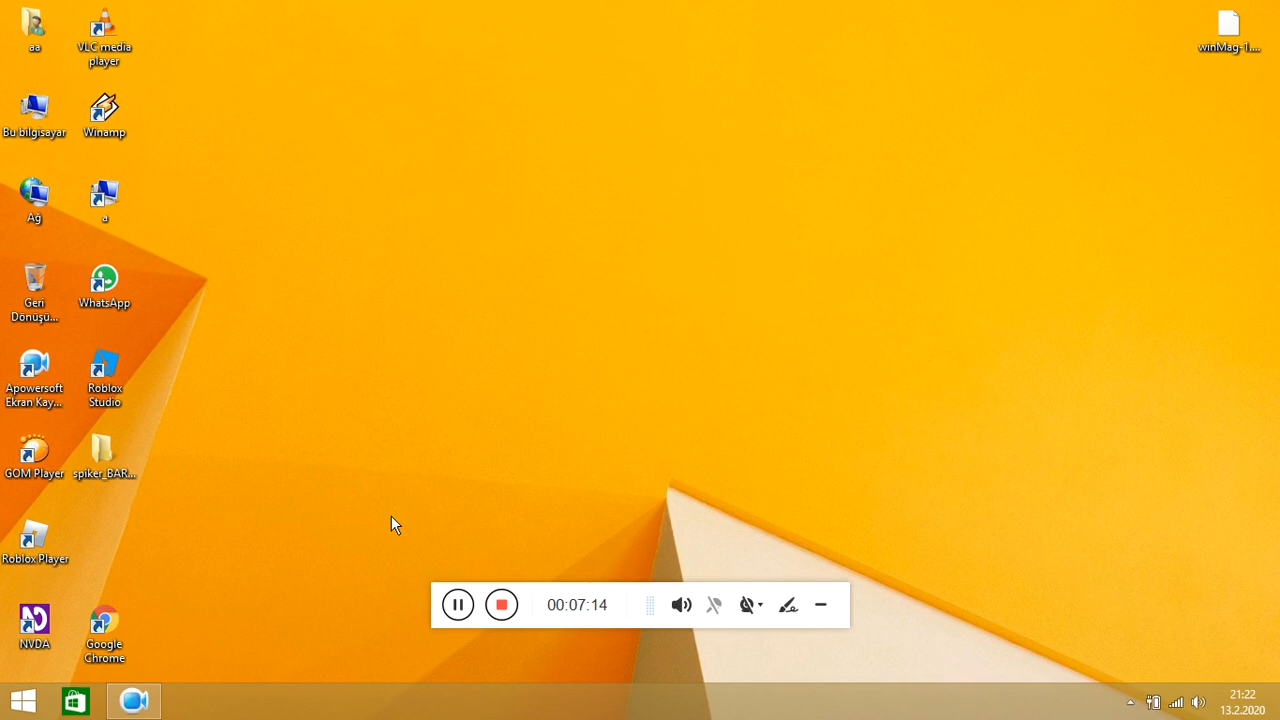 aa
VLC media
player
winMag-1....
Bu bilgisayar
Winamp
Ağ
a
Geri
Dönüşü...
WhatsApp
Apowersoft
Ekran Kay...
Roblox
Studio
GOM Player
spiker_BAR...
Roblox Player
NVDA
Google
Chrome
00:07:14
21:22
13.2.2020